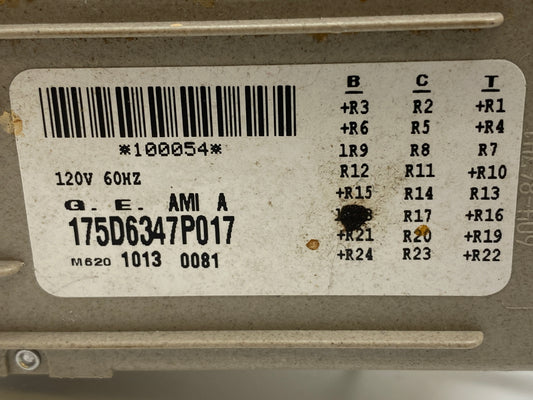 *100054*
120V 60HZ
G. E. AMI A
175D6347P017
M620 1013 0081
B C T
+R3 R2 +R1
+R6 R5 +R4
1R9 R8 R7
R12 R11 +R10
+R15 R14 R13
R17 +R16
+R21 R20 +R19
+R24 R23 +R22